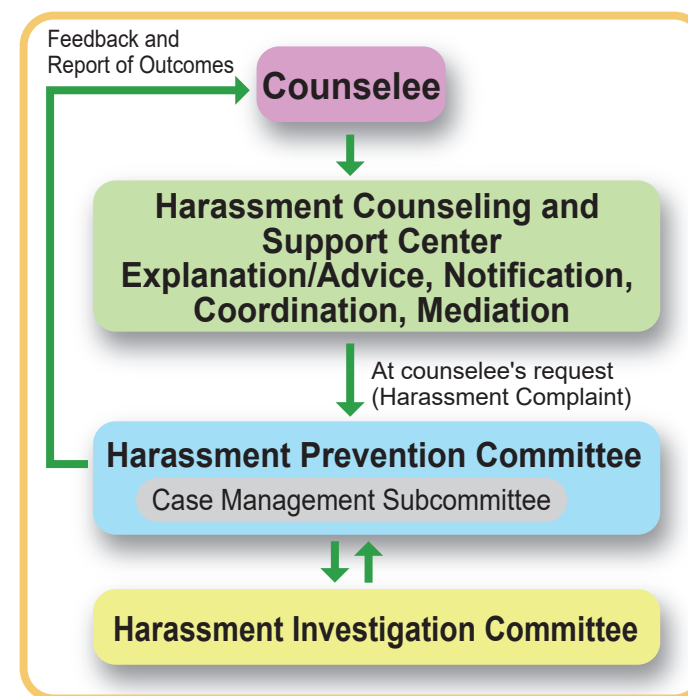 Feedback and
Report of Outcomes
Counselee
Harassment Counseling and
Support Center
Explanation/Advice, Notification,
Coordination, Mediation
At counselee's request
(Harassment Complaint)
Harassment Prevention Committee
Case Management Subcommittee
Harassment Investigation Committee